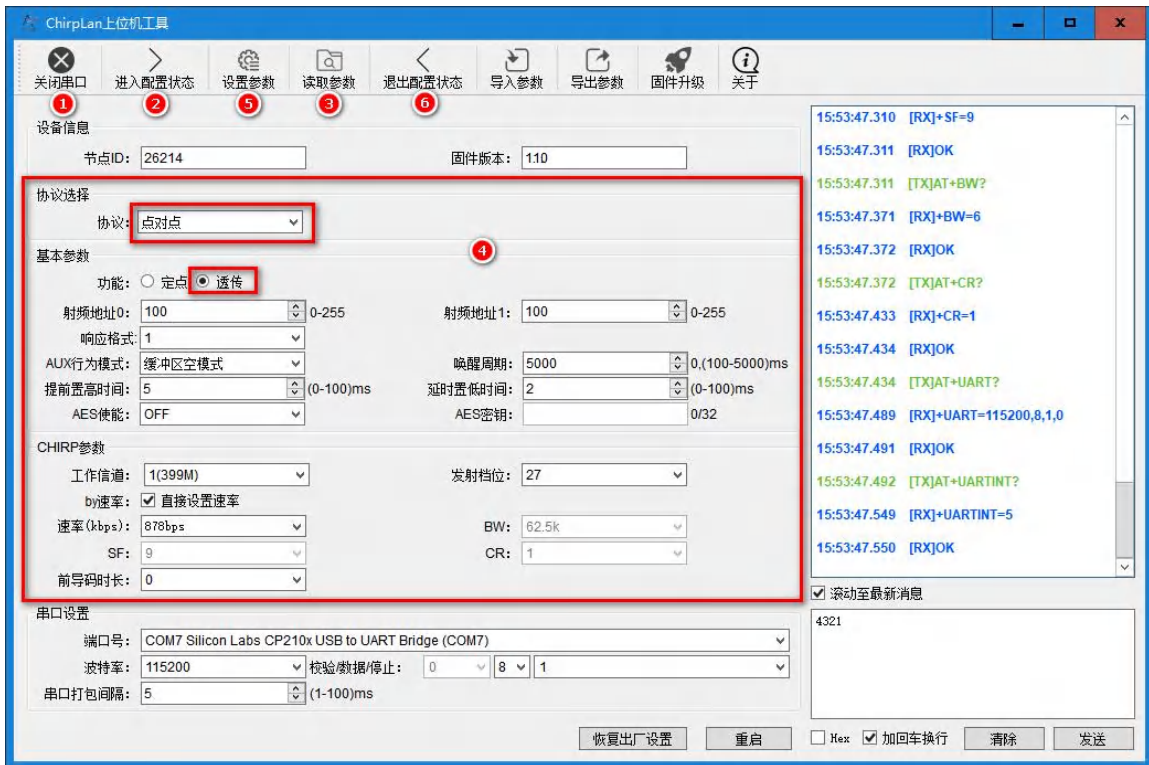 ChirpLan上位机工具
关闭串口 进入配置状态 设置参数 读取参数 退出配置状态 导入参数 导出参数 固件升级 关于
1 2 5 3 6
设备信息
节点ID: 26214 固件版本: 1.10
协议选择
协议: 点对点
4
基本参数
功能: 定点 透传
射频地址0: 100 0-255 射频地址1: 100 0-255
响应格式: 1
AUX行为模式: 缓冲区空模式 唤醒周期: 5000 0,(100-5000)ms
提前置高时间: 5 (0-100)ms 延时置低时间: 2 (0-100)ms
AES使能: OFF AES密钥: 0/32
CHIRP参数
工作信道: 1(399M) 发射档位: 27
by速率: 直接设置速率
速率(kbps): 878bps BW: 62.5k
SF: 9 CR: 1
前导码时长: 0
串口设置
端口号: COM7 Silicon Labs CP210x USB to UART Bridge (COM7)
波特率: 115200 校验/数据/停止: 0 8 1
串口打包间隔: 5 (1-100)ms
恢复出厂设置 重启
15:53:47.310 [RX]+SF=9
15:53:47.311 [RX]OK
15:53:47.311 [TX]AT+BW?
15:53:47.371 [RX]+BW=6
15:53:47.372 [RX]OK
15:53:47.372 [TX]AT+CR?
15:53:47.433 [RX]+CR=1
15:53:47.434 [RX]OK
15:53:47.434 [TX]AT+UART?
15:53:47.489 [RX]+UART=115200,8,1,0
15:53:47.491 [RX]OK
15:53:47.492 [TX]AT+UARTINT?
15:53:47.549 [RX]+UARTINT=5
15:53:47.550 [RX]OK
滚动至最新消息
4321
Hex 加回车换行 清除 发送